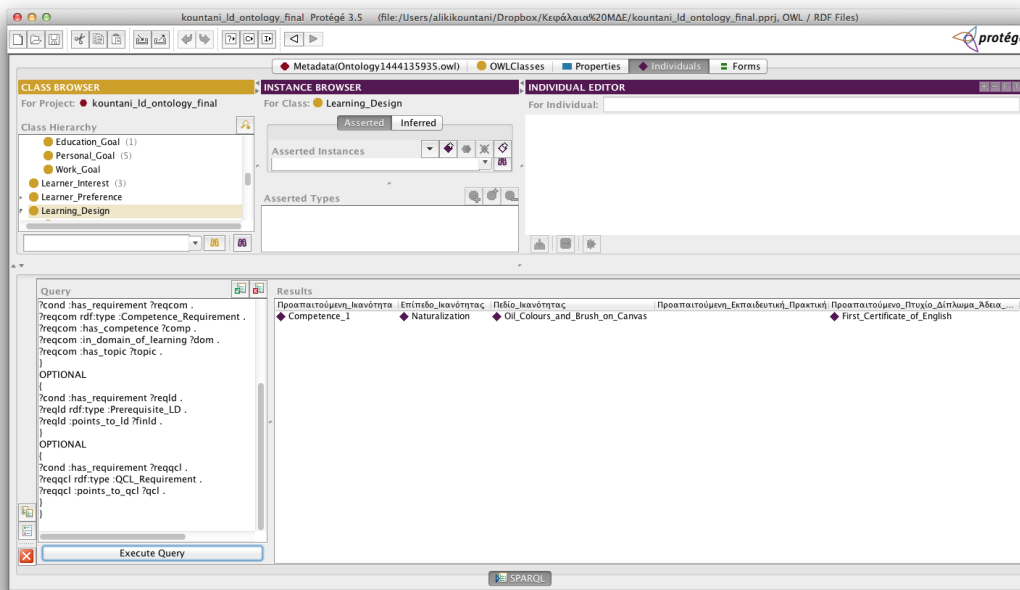 kountani_ld_ontology_final Protégé 3.5 (file:/Users/alikikountani/Dropbox/Κεφάλαια%20ΜΔΕ/kountani_ld_ontology_final.pprj, OWL / RDF Files)
protégé
Metadata(Ontology1444135935.owl) OWLClasses Properties Individuals Forms
CLASS BROWSER
For Project: kountani_ld_ontology_final
Class Hierarchy
Education_Goal (1)
Personal_Goal (5)
Work_Goal
Learner_Interest (3)
Learner_Preference
Learning_Design
INSTANCE BROWSER
For Class: Learning_Design
Asserted Inferred
Asserted Instances
Asserted Types
INDIVIDUAL EDITOR
For Individual:
Query
?cond :has_requirement ?reqcom .
?reqcom rdf:type :Competence_Requirement .
?reqcom :has_competence ?comp .
?reqcom :in_domain_of_learning ?dom .
?reqcom :has_topic ?topic .
}
OPTIONAL
{
?cond :has_requirement ?reqld .
?reqld rdf:type :Prerequisite_LD .
?reqld :points_to_ld ?finld .
}
OPTIONAL
{
?cond :has_requirement ?reqqcl .
?reqqcl rdf:type :QCL_Requirement .
?reqqcl :points_to_qcl ?qcl .
}
}
Execute Query
Results
Προαπαιτούμενη_Ικανότητα Επίπεδο_Ικανότητας Πεδίο_Ικανότητας Προαπαιτούμενη_Εκπαιδευτική_Πρακτική Προαπαιτούμενο_Πτυχίο_Δίπλωμα_Άδεια_...
Competence_1 Naturalization Oil_Colours_and_Brush_on_Canvas First_Certificate_of_English
SPARQL